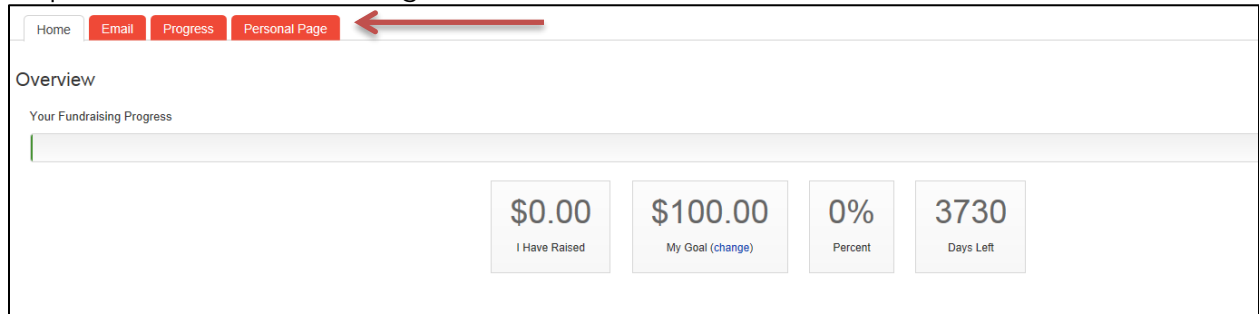 Home Email Progress Personal Page
Overview
Your Fundraising Progress
$0.00 $100.00 0% 3730
I Have Raised My Goal (change) Percent Days Left